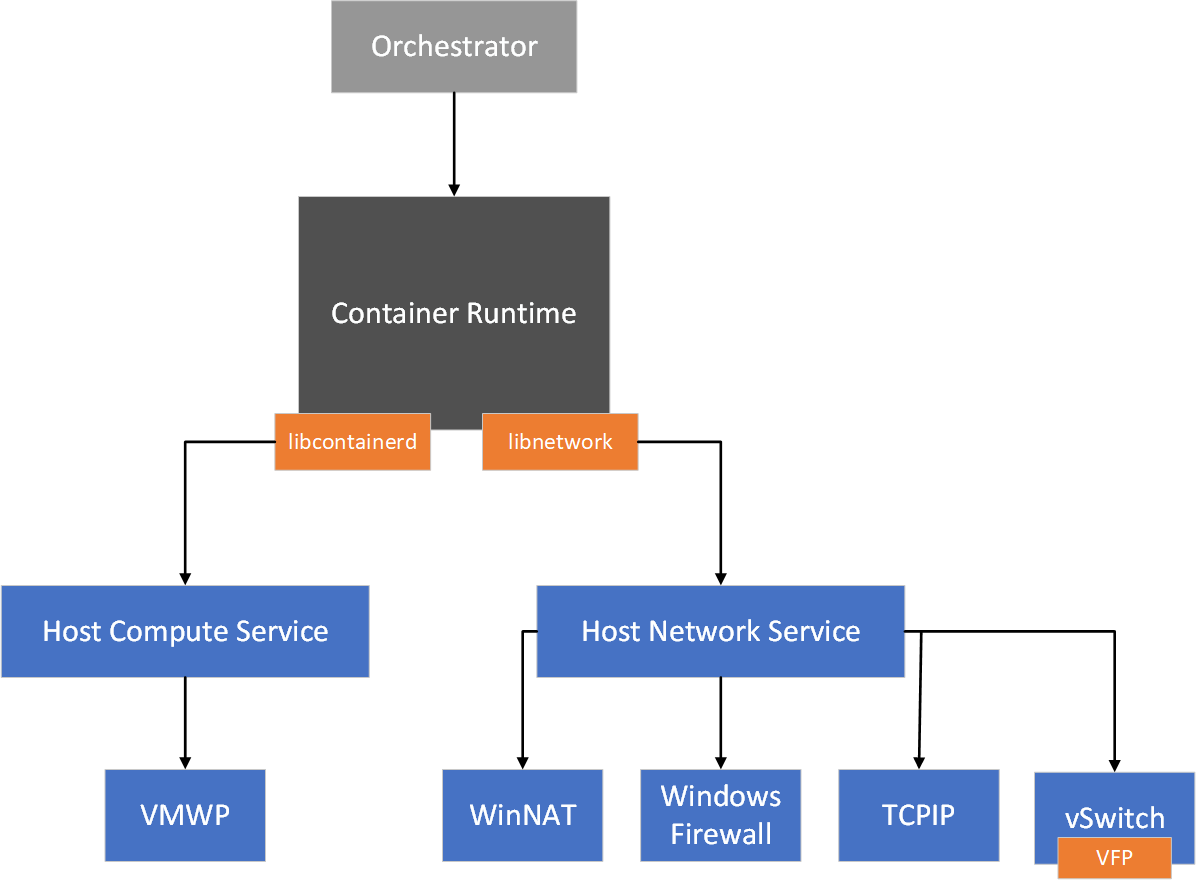 Orchestrator
Container Runtime
libcontainerd
libnetwork
Host Compute Service
Host Network Service
VMWP
WinNAT
Windows
Firewall
TCPIP
vSwitch
VFP